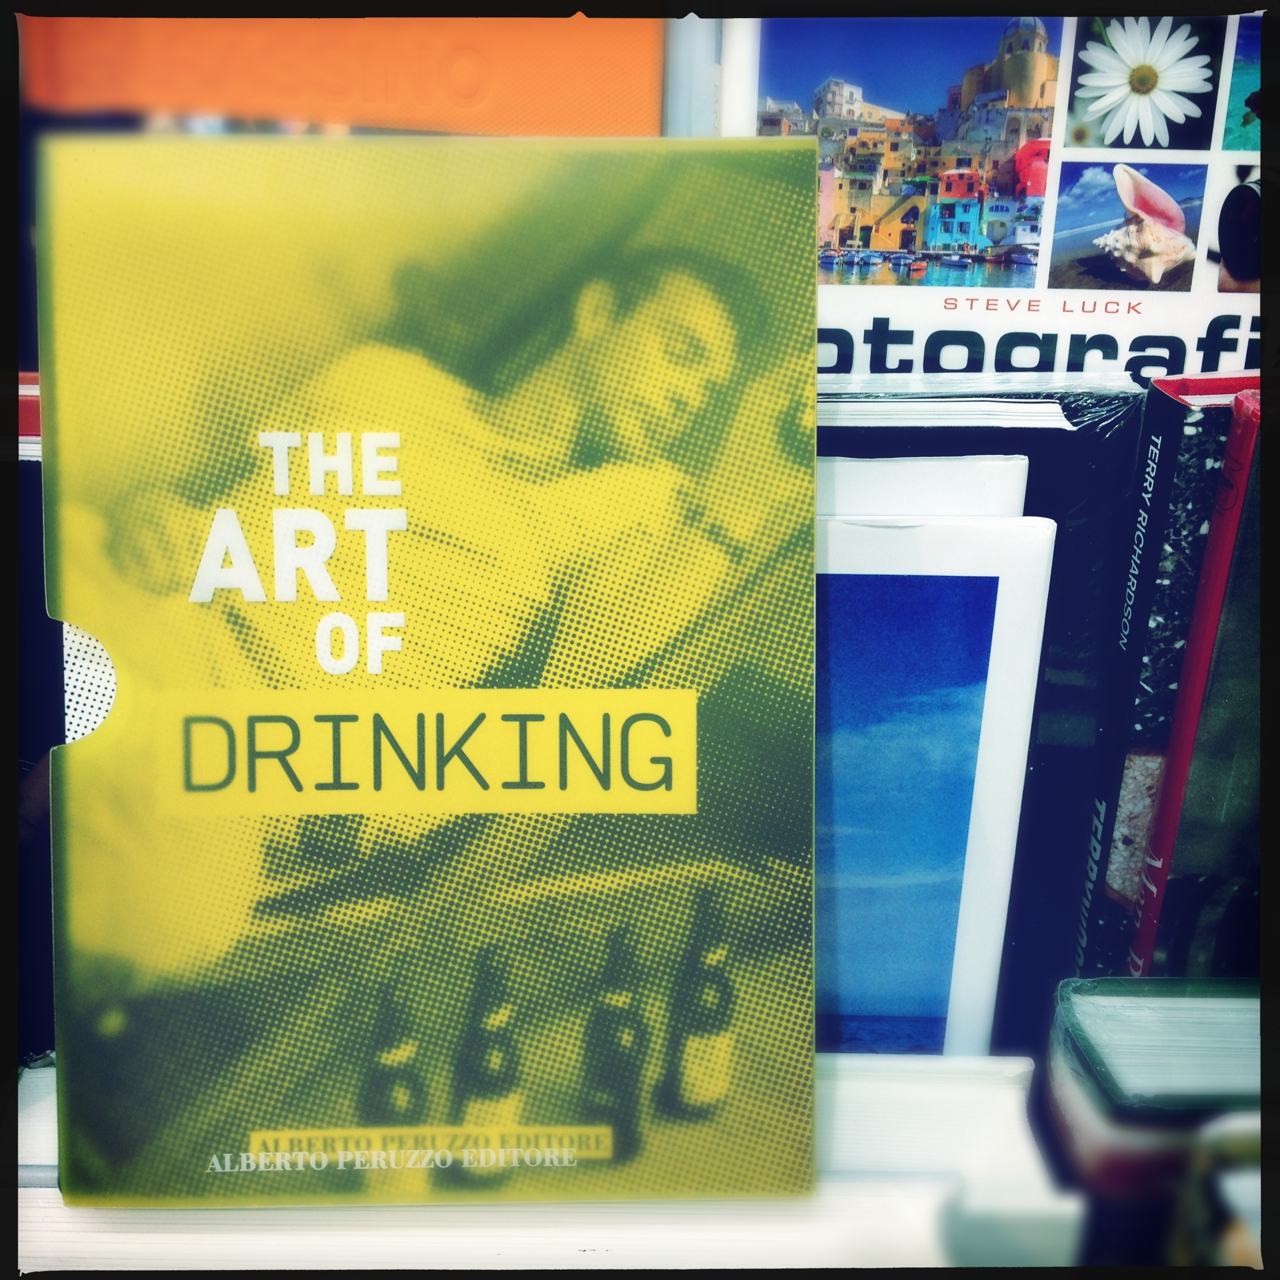 THE
ART
OF
DRINKING
ALBERTO PERUZZO EDITORE
ALBERTO PERUZZO EDITORE
STEVE LUCK
otografi
TERRY RICHARDSON